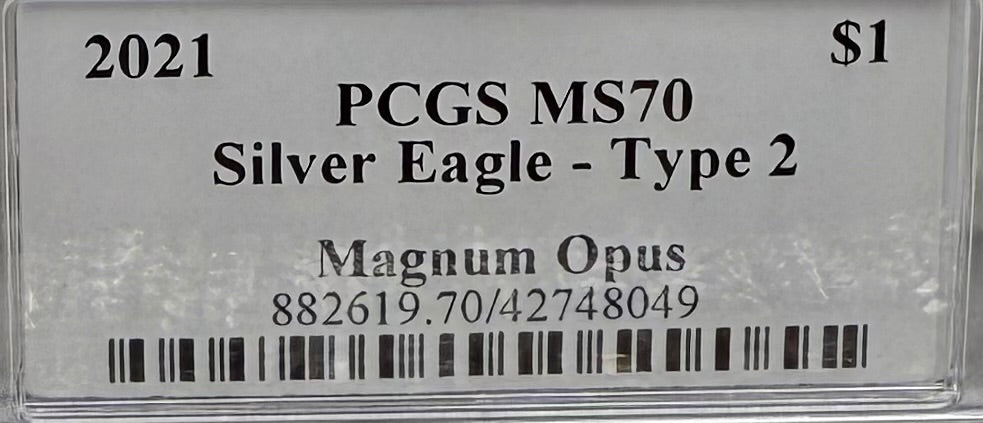 2021 $1
PCGS MS70
Silver Eagle - Type 2
Magnum Opus
882619.70/42748049